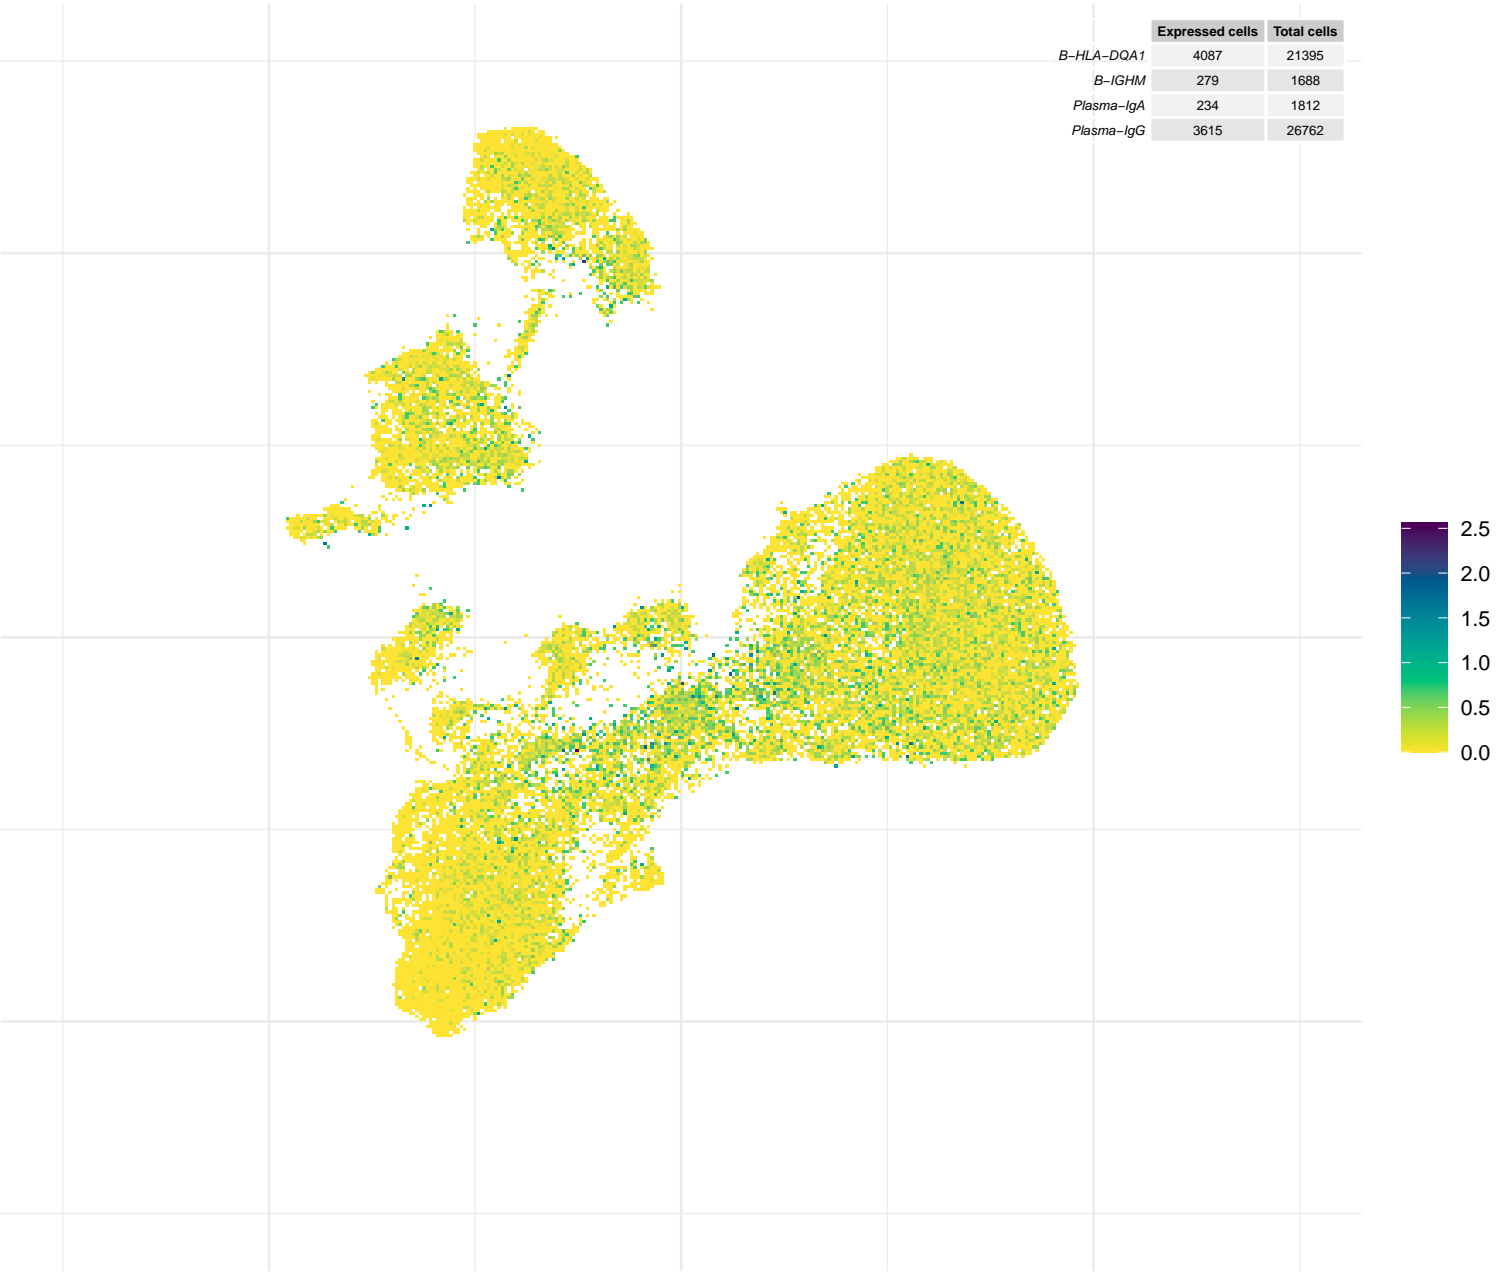 Expressed cells Total cells
B−HLA−DQA1 4087 21395
B−IGHM 279 1688
Plasma−IgA 234 1812
Plasma−IgG 3615 26762
2.5
2.0
1.5
1.0
0.5
0.0